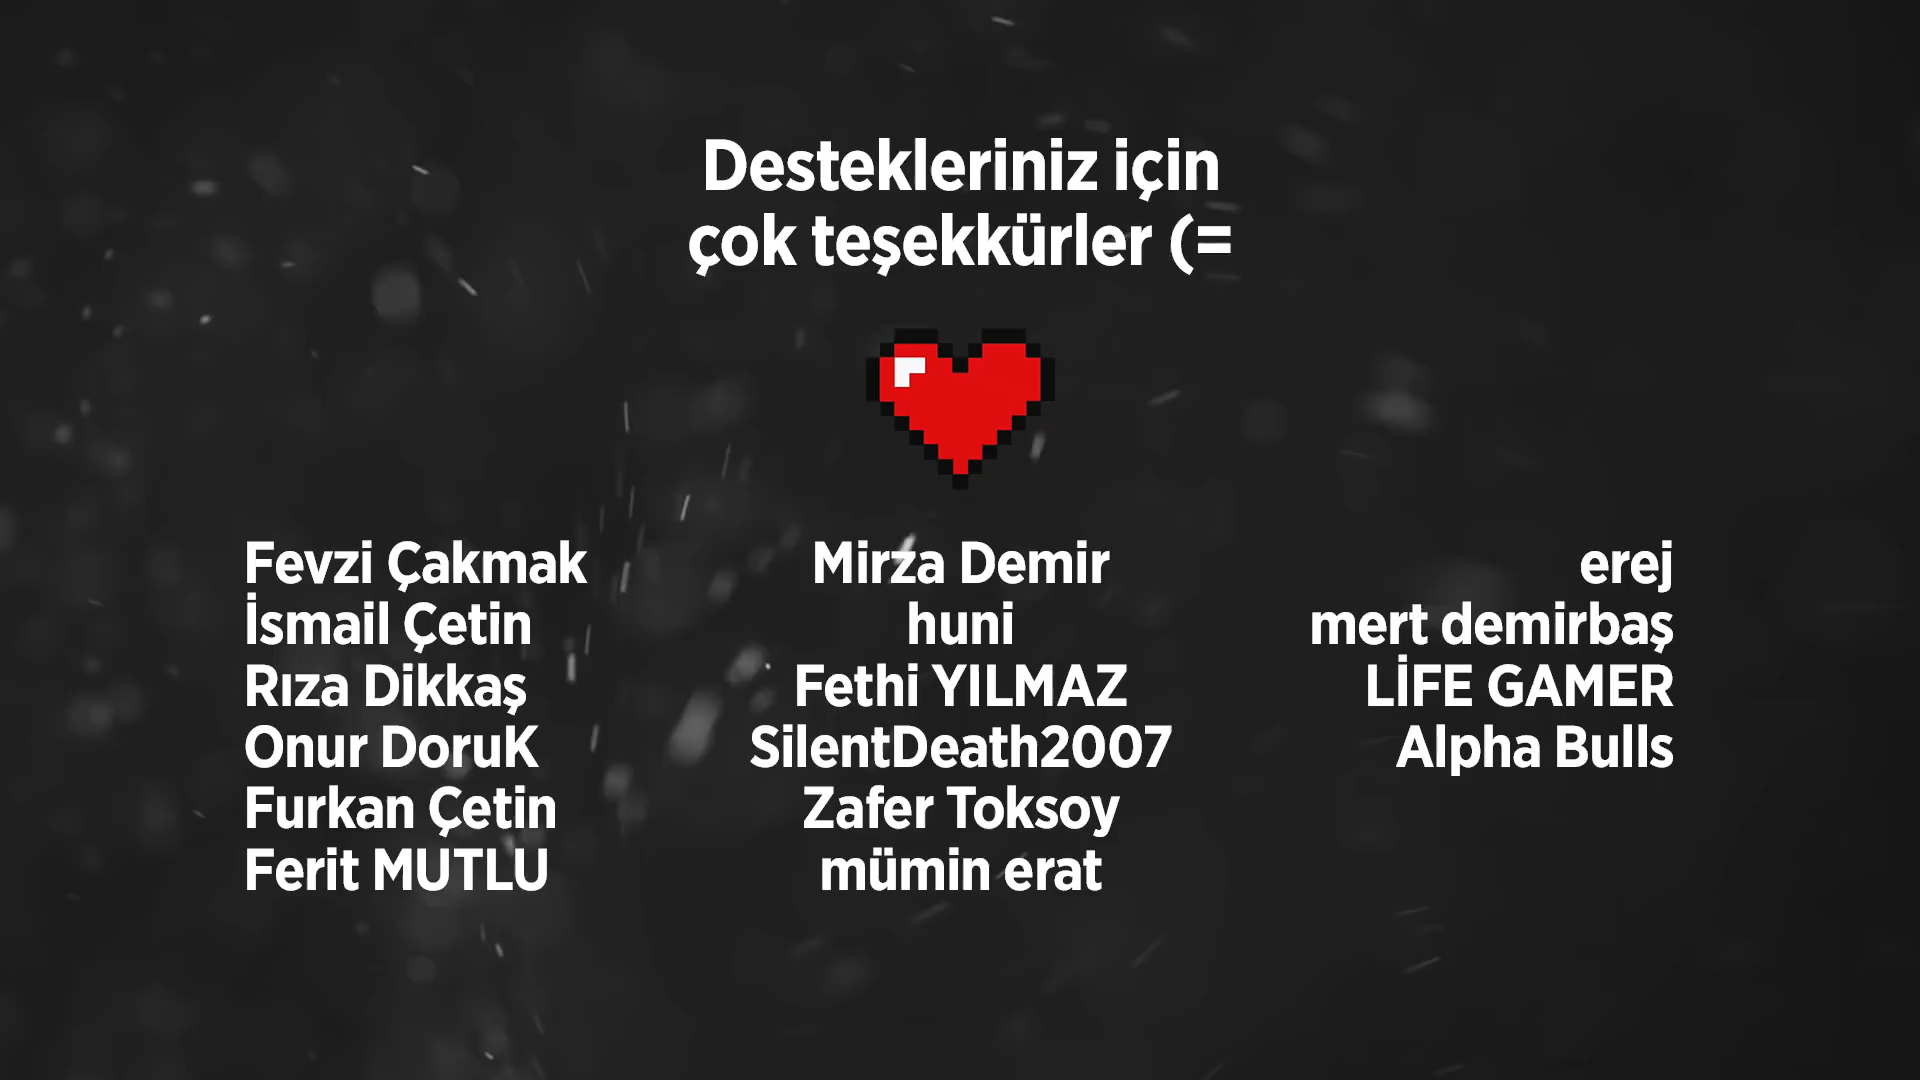 Destekleriniz için
çok teşekkürler (=
Fevzi Çakmak
İsmail Çetin
Rıza Dikkaş
Onur DoruK
Furkan Çetin
Ferit MUTLU
Mirza Demir
huni
Fethi YILMAZ
SilentDeath2007
Zafer Toksoy
mümin erat
erej
mert demirbaş
LİFE GAMER
Alpha Bulls